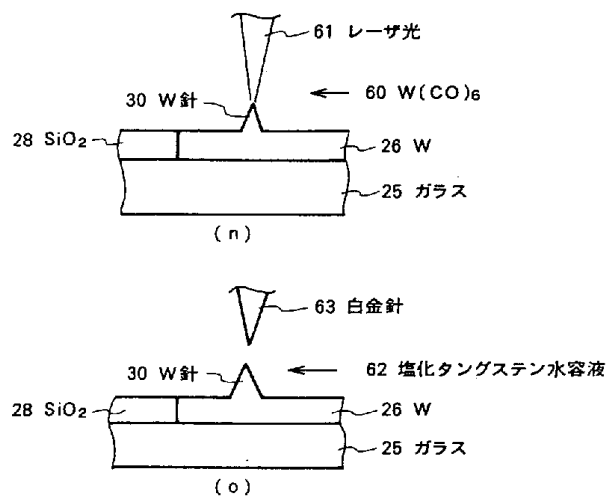 61 レーザ光
60 W(CO)₆
30 W針
28 SiO₂
26 W
25 ガラス
(n)
63 白金針
30 W針
62 塩化タングステン水容液
28 SiO₂
26 W
25 ガラス
(o)